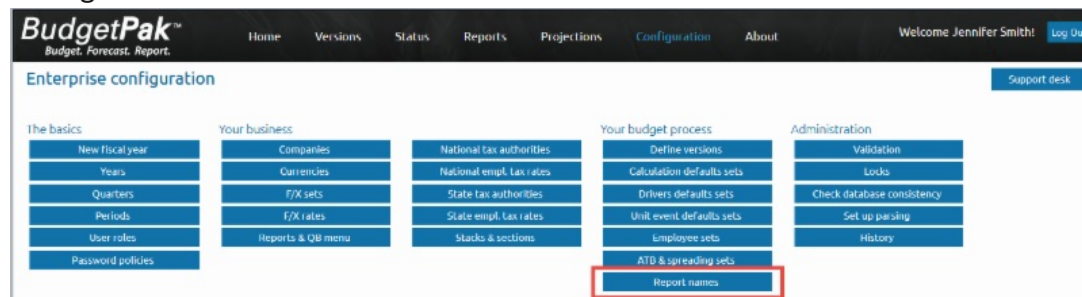 BudgetPak™
Budget. Forecast. Report.
Home Versions Status Reports Projections Configuration About
Welcome Jennifer Smith! Log Ou
Enterprise configuration
Support desk
The basics
New fiscal year
Years
Quarters
Periods
User roles
Password policies
Your business
Companies
Currencies
F/X sets
F/X rates
Reports & QB menu
National tax authorities
National empl. tax rates
State tax authorities
State empl. tax rates
Stacks & sections
Your budget process
Define versions
Calculation defaults sets
Drivers defaults sets
Unit event defaults sets
Employee sets
ATB & spreading sets
Report names
Administration
Validation
Locks
Check database consistency
Set up parsing
History